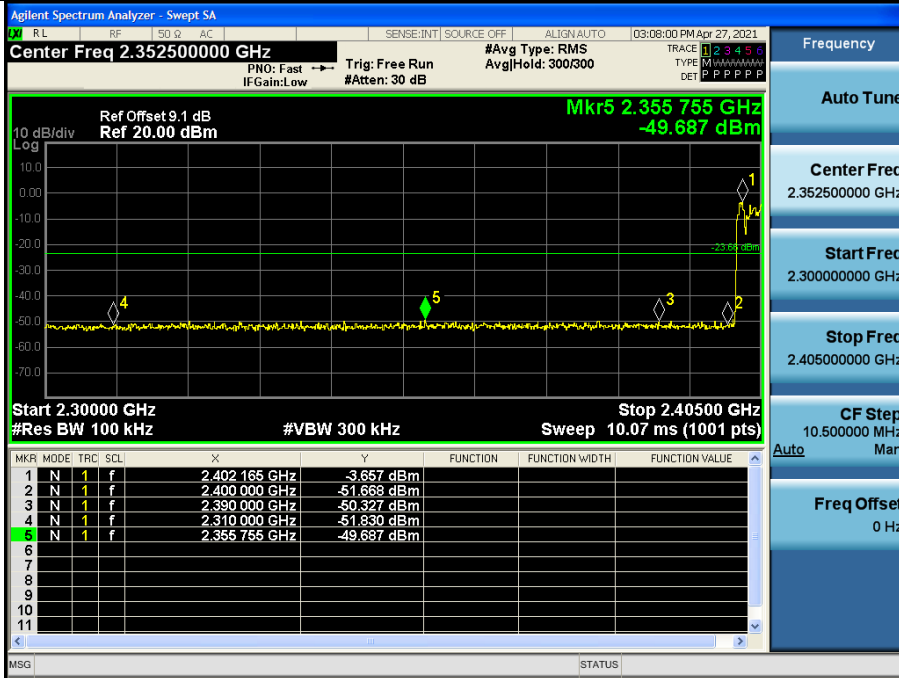 Agilent Spectrum Analyzer - Swept SA
LXI RL RF 50 Ω AC SENSE:INT SOURCE OFF ALIGN AUTO 03:08:00 PM Apr 27, 2021
Center Freq 2.352500000 GHz
PNO: Fast
IFGain:Low
Trig: Free Run
#Atten: 30 dB
#Avg Type: RMS
Avg|Hold: 300/300
TRACE 1 2 3 4 5 6
TYPE M WWWWW
DET P P P P P P
Ref Offset 9.1 dB
Ref 20.00 dBm
10 dB/div
Log
Mkr5 2.355 755 GHz
-49.687 dBm
10.0
0.00
-10.0
-20.0
-30.0
-40.0
-50.0
-60.0
-70.0
1
-23.66 dBm
4
5
3
2
Start 2.30000 GHz
Stop 2.40500 GHz
#Res BW 100 kHz
#VBW 300 kHz
Sweep 10.07 ms (1001 pts)
MKR MODE TRC SCL X Y FUNCTION FUNCTION WIDTH FUNCTION VALUE
1 N 1 f 2.402 165 GHz -3.657 dBm
2 N 1 f 2.400 000 GHz -51.668 dBm
3 N 1 f 2.390 000 GHz -50.327 dBm
4 N 1 f 2.310 000 GHz -51.830 dBm
5 N 1 f 2.355 755 GHz -49.687 dBm
6
7
8
9
10
11
MSG
STATUS
Frequency
Auto Tune
Center Freq
2.352500000 GHz
Start Freq
2.300000000 GHz
Stop Freq
2.405000000 GHz
CF Step
10.500000 MHz
Auto Man
Freq Offset
0 Hz